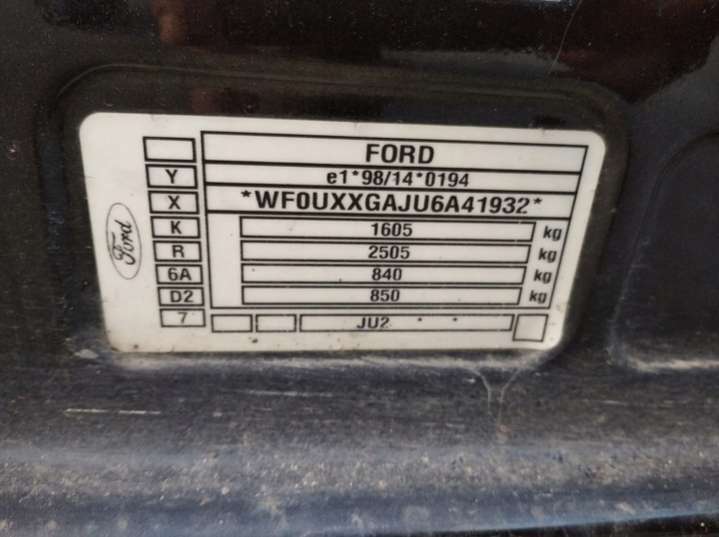 FORD
Y e1*98/14*0194
X *WF0UXXGAJU6A41932*
K 1605 kg
R 2505 kg
6A 840 kg
D2 850 kg
7 JU2 * *
Ford